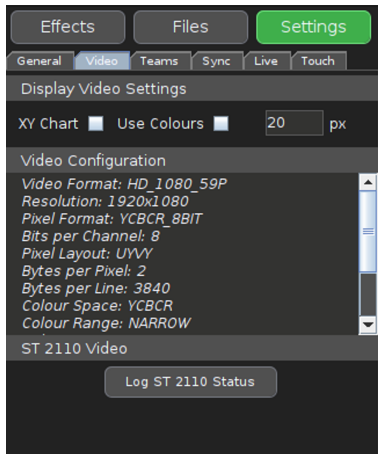 Effects Files Settings
General Video Teams Sync Live Touch
Display Video Settings
XY Chart Use Colours 20 px
Video Configuration
Video Format: HD_1080_59P
Resolution: 1920x1080
Pixel Format: YCBCR_8BIT
Bits per Channel: 8
Pixel Layout: UYVY
Bytes per Pixel: 2
Bytes per Line: 3840
Colour Space: YCBCR
Colour Range: NARROW
ST 2110 Video
Log ST 2110 Status